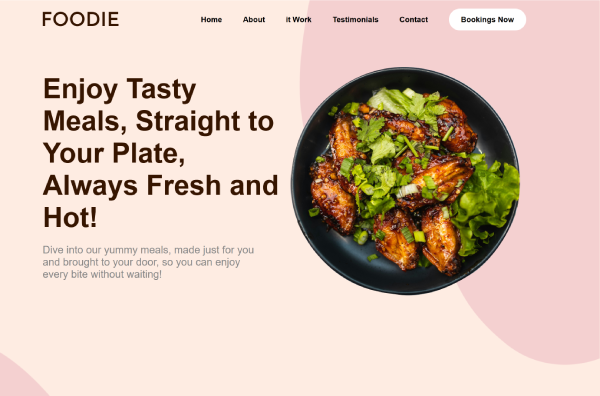 FOODIE
Home About it Work Testimonials Contact Bookings Now
Enjoy Tasty
Meals, Straight to
Your Plate,
Always Fresh and
Hot!
Dive into our yummy meals, made just for you
and brought to your door, so you can enjoy
every bite without waiting!